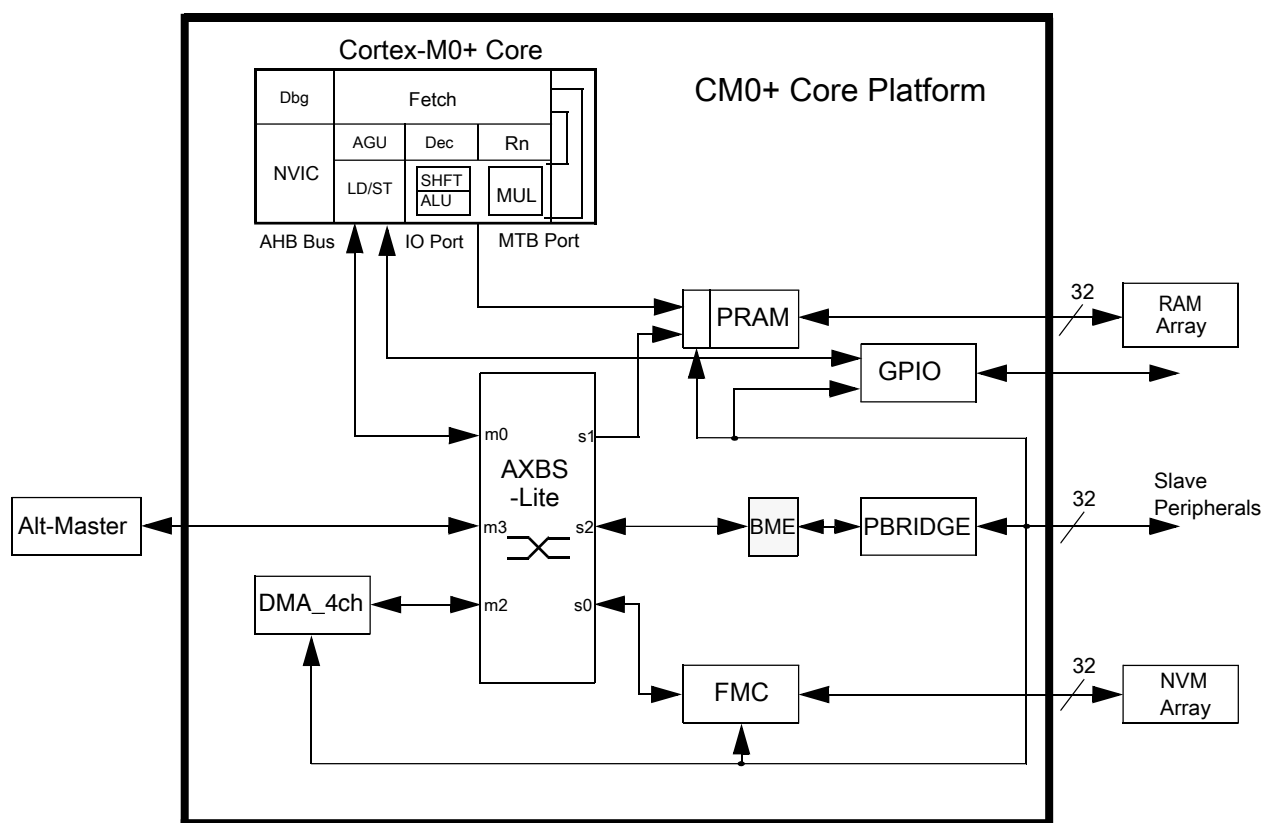 Cortex-M0+ Core
CM0+ Core Platform
Dbg
Fetch
AGU
Dec
Rn
NVIC
LD/ST
SHFT
ALU
MUL
AHB Bus
IO Port
MTB Port
PRAM
32
RAM
Array
GPIO
m0
s1
AXBS
-Lite
Alt-Master
m3
s2
BME
PBRIDGE
32
Slave
Peripherals
DMA_4ch
m2
s0
FMC
32
NVM
Array